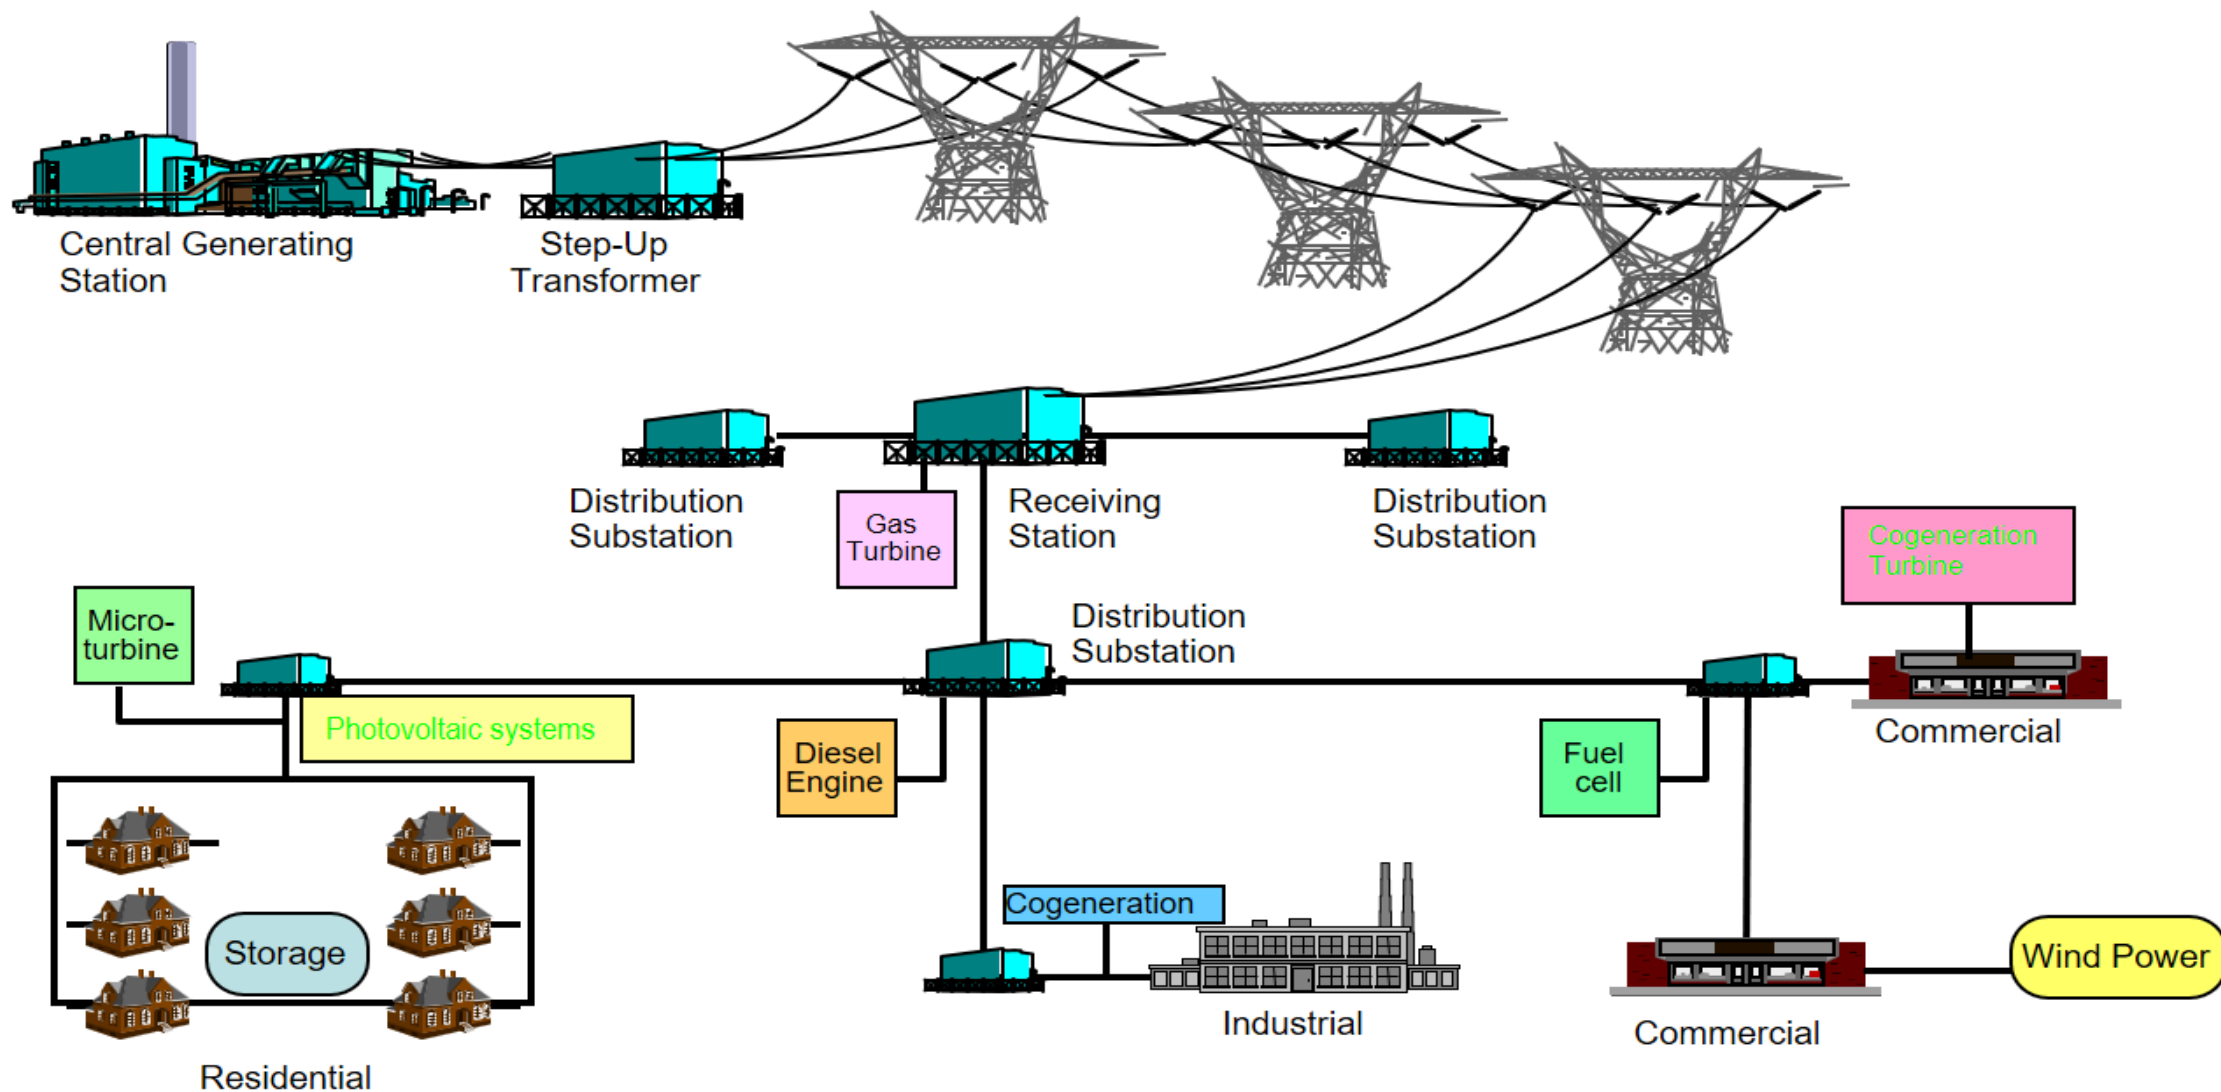 Central Generating
Station
Step-Up
Transformer
Distribution
Substation
Gas
Turbine
Receiving
Station
Distribution
Substation
Cogeneration
Turbine
Micro-
turbine
Distribution
Substation
Photovoltaic systems
Diesel
Engine
Fuel
cell
Commercial
Storage
Cogeneration
Wind Power
Industrial
Commercial
Residential